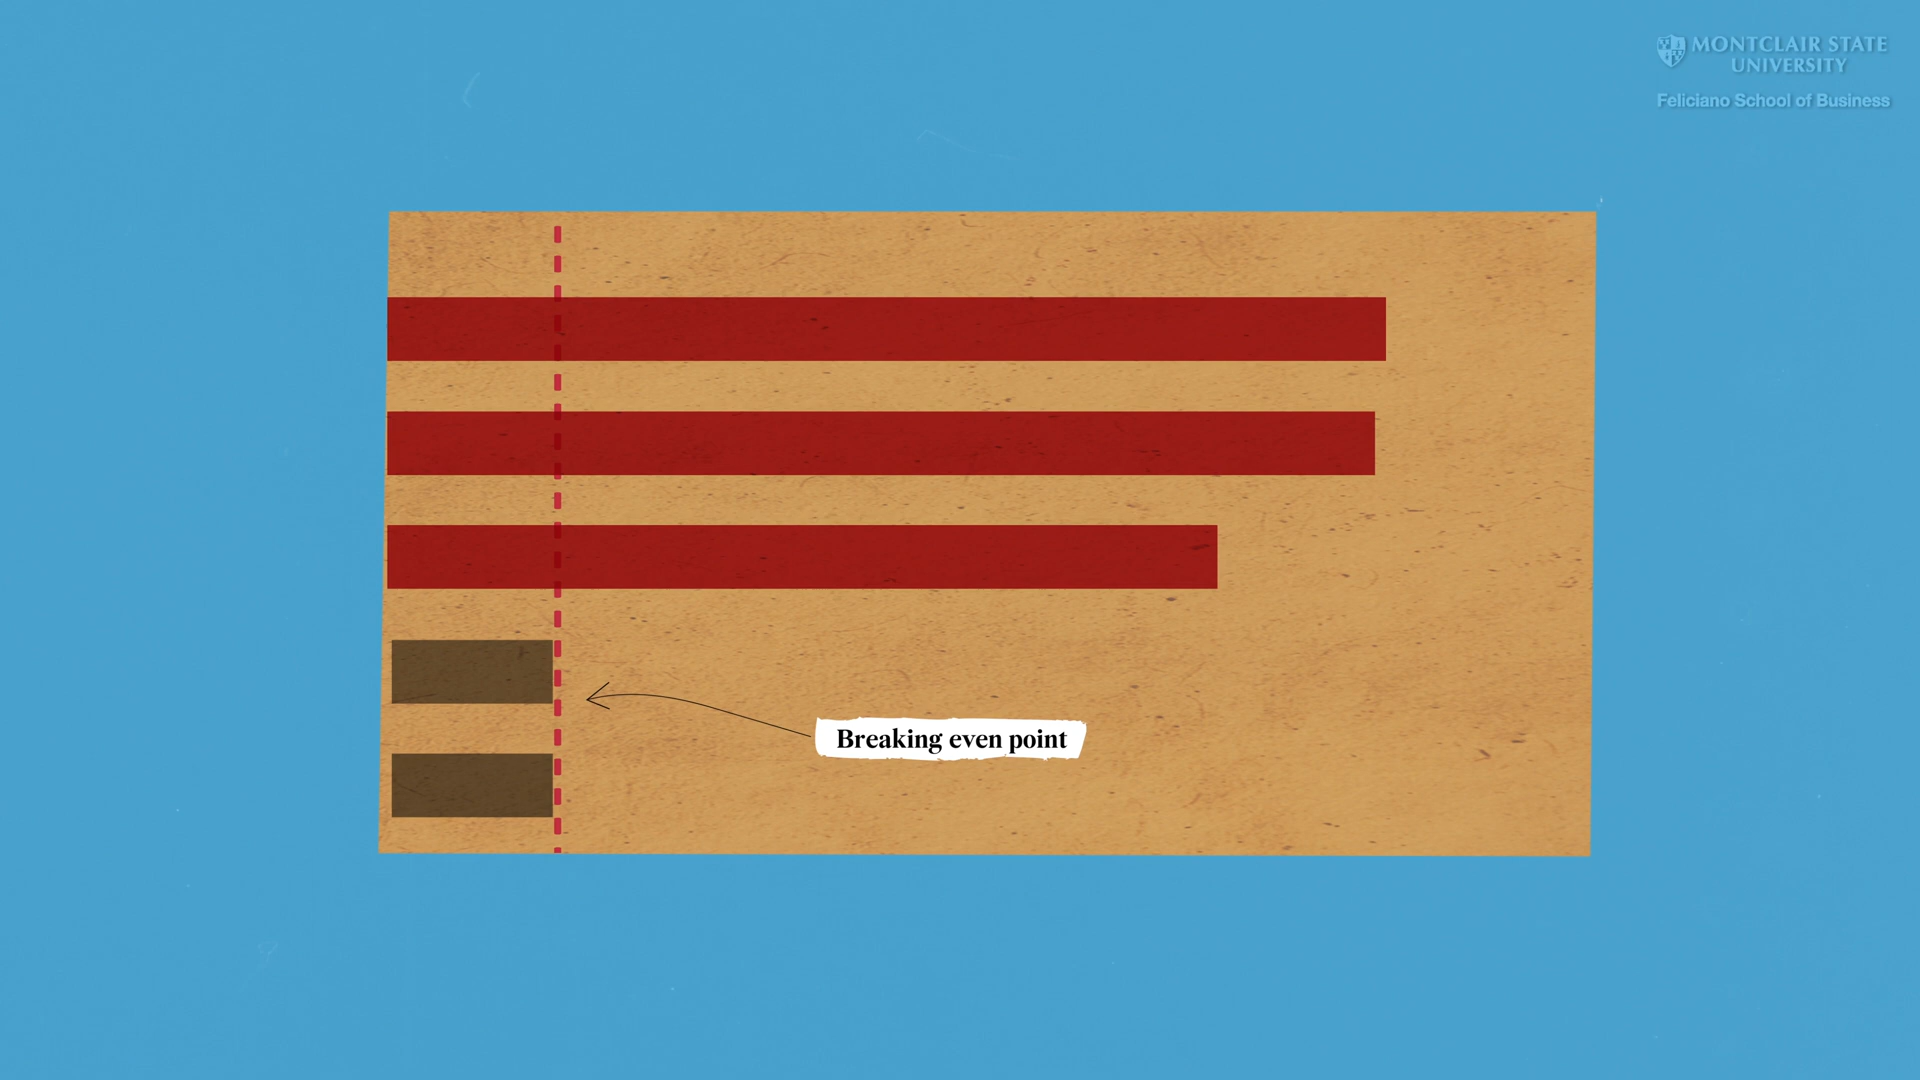 MONTCLAIR STATE
UNIVERSITY
Feliciano School of Business
Breaking even point